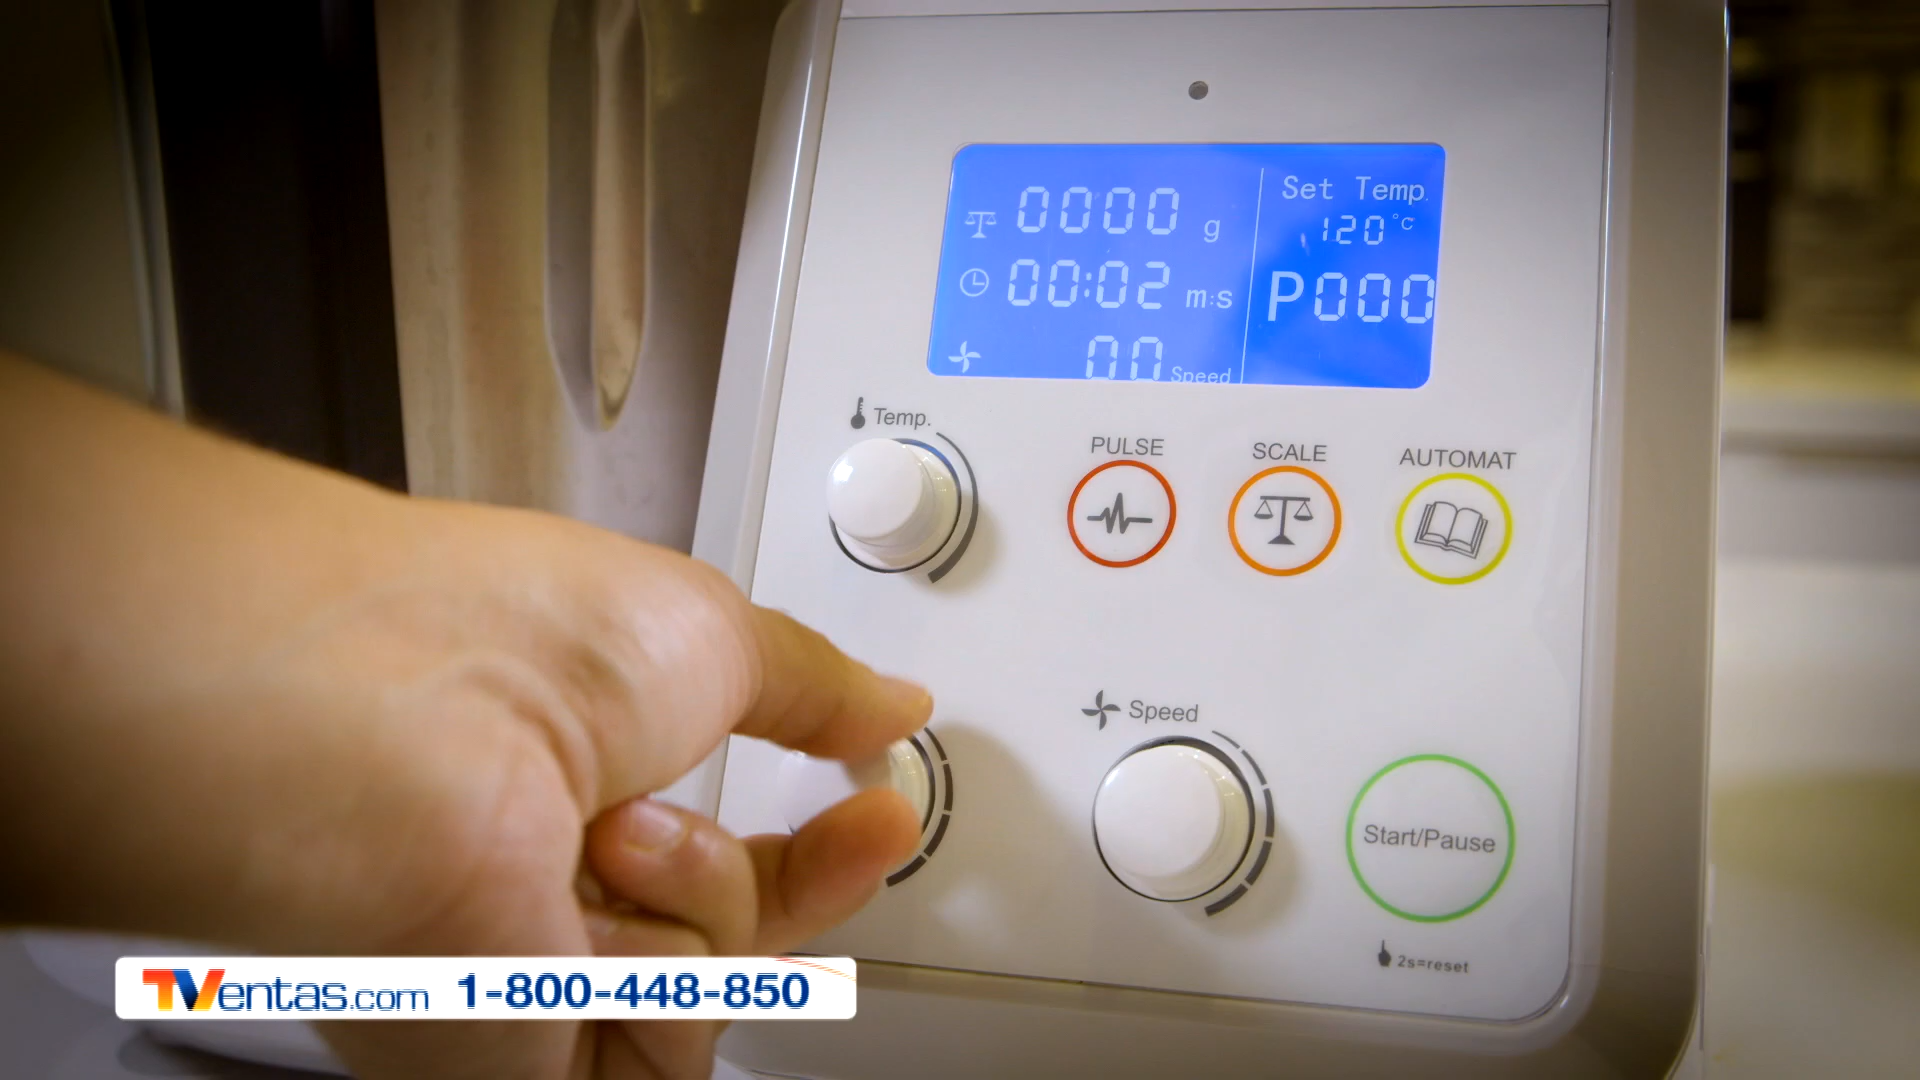 0000 g
00:02 m:s
00 Speed
Set Temp.
120°C
P000
Temp.
PULSE
SCALE
AUTOMAT
Speed
Start/Pause
2s=reset
TVentas.com 1-800-448-850